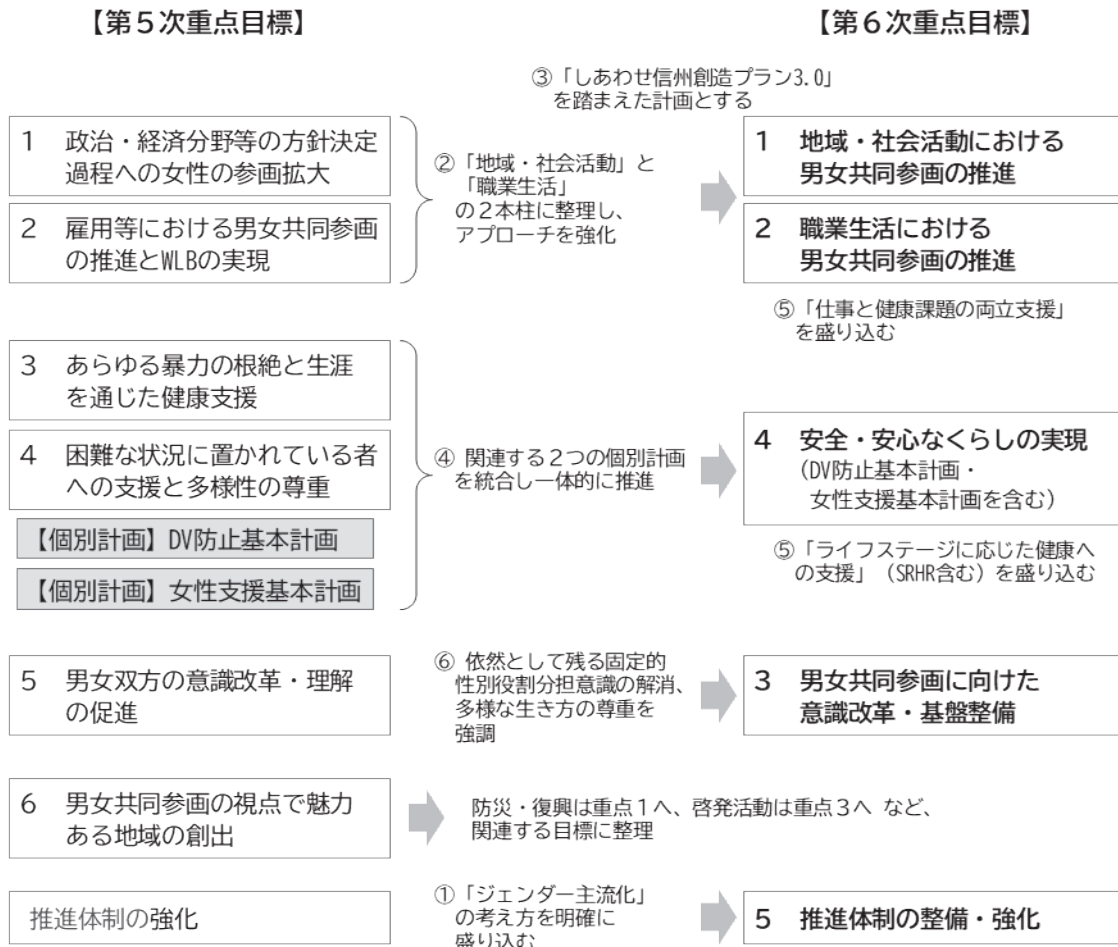 【第５次重点目標】
【第６次重点目標】
③「しあわせ信州創造プラン3.0」
を踏まえた計画とする
1 政治・経済分野等の方針決定
過程への女性の参画拡大
2 雇用等における男女共同参画
の推進とWLBの実現
②「地域・社会活動」と
「職業生活」
の２本柱に整理し、
アプローチを強化
1 地域・社会活動における
男女共同参画の推進
2 職業生活における
男女共同参画の推進
⑤「仕事と健康課題の両立支援」
を盛り込む
3 あらゆる暴力の根絶と生涯
を通じた健康支援
4 困難な状況に置かれている者
への支援と多様性の尊重
【個別計画】DV防止基本計画
【個別計画】女性支援基本計画
④ 関連する２つの個別計画
を統合し一体的に推進
4 安全・安心なくらしの実現
（DV防止基本計画・
女性支援基本計画を含む）
⑤「ライフステージに応じた健康へ
の支援」（SRHR含む）を盛り込む
5 男女双方の意識改革・理解
の促進
⑥ 依然として残る固定的
性別役割分担意識の解消、
多様な生き方の尊重を
強調
3 男女共同参画に向けた
意識改革・基盤整備
6 男女共同参画の視点で魅力
ある地域の創出
防災・復興は重点１へ、啓発活動は重点３へ など、
関連する目標に整理
推進体制の強化
①「ジェンダー主流化」
の考え方を明確に
盛り込む
5 推進体制の整備・強化